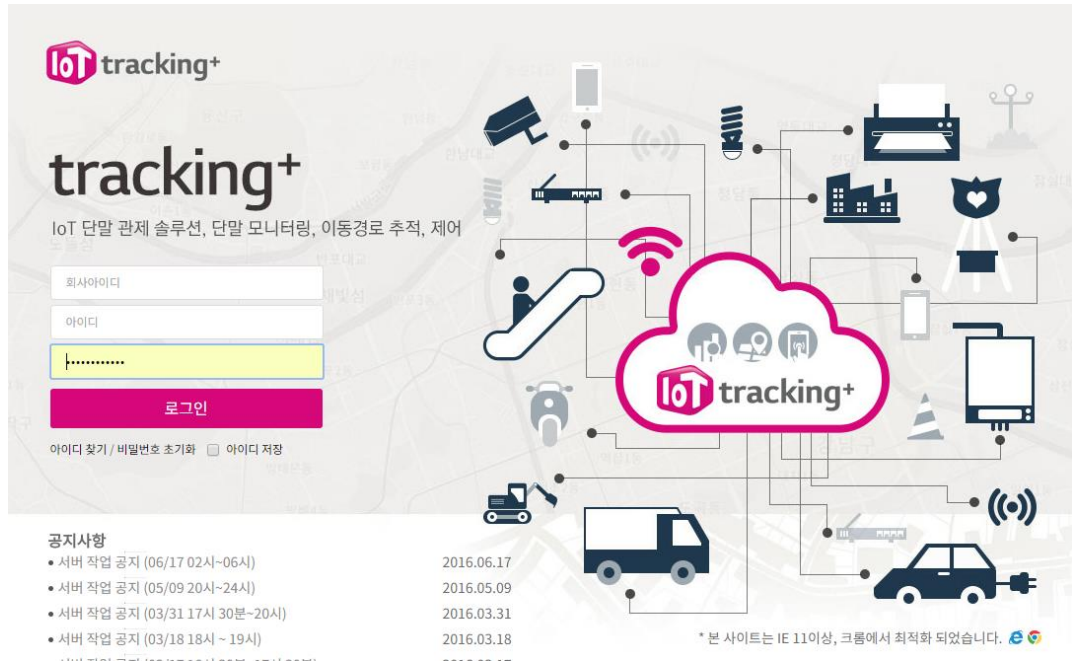 IoT tracking+
tracking+
IoT 단말 관제 솔루션, 단말 모니터링, 이동경로 추적, 제어
회사아이디
아이디
••••••••••••
로그인
아이디 찾기 / 비밀번호 초기화 아이디 저장
IoT tracking+
공지사항
• 서버 작업 공지 (06/17 02시~06시) 2016.06.17
• 서버 작업 공지 (05/09 20시~24시) 2016.05.09
• 서버 작업 공지 (03/31 17시 30분~20시) 2016.03.31
• 서버 작업 공지 (03/18 18시 ~ 19시) 2016.03.18
* 본 사이트는 IE 11이상, 크롬에서 최적화 되었습니다.